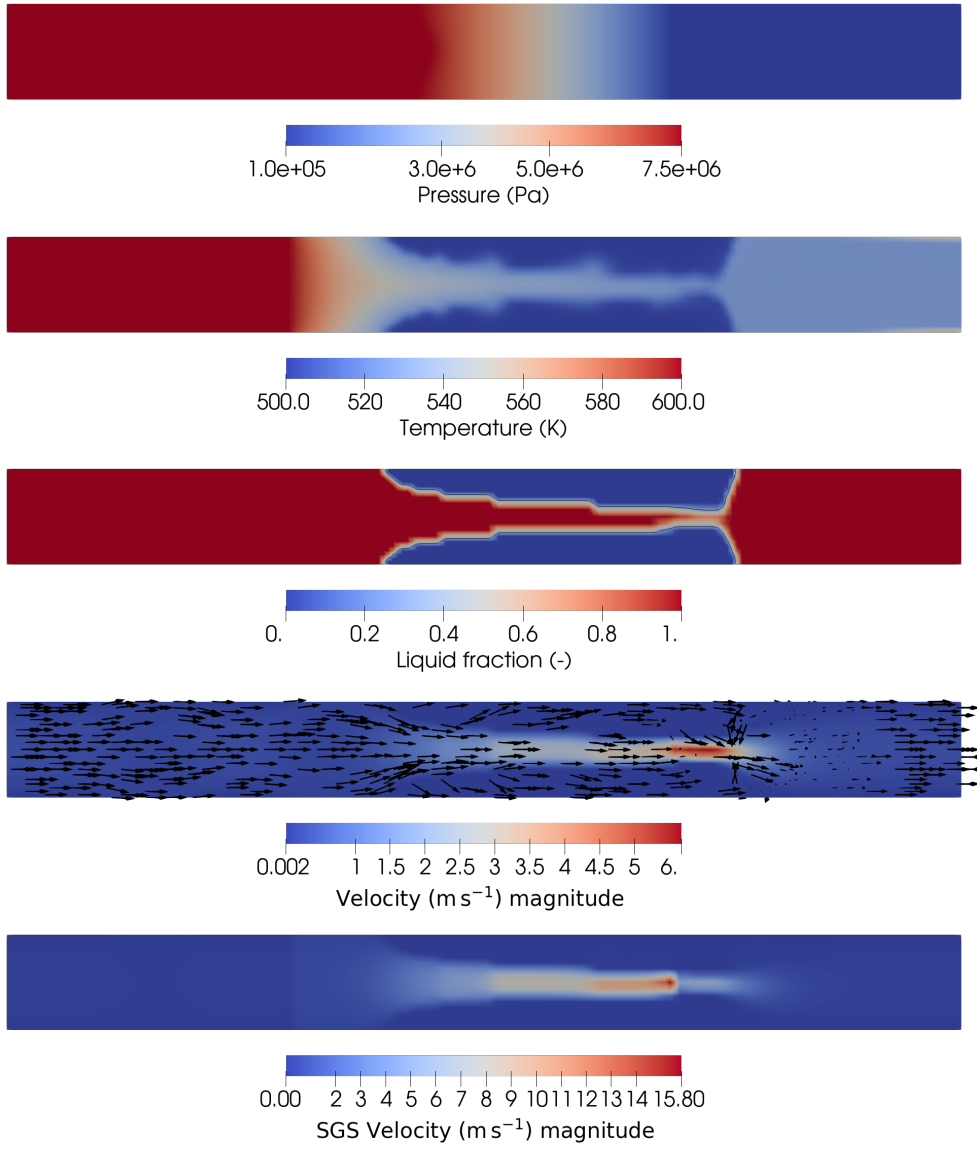 1.0e+05 3.0e+6 5.0e+6 7.5e+06
Pressure (Pa)
500.0 520 540 560 580 600.0
Temperature (K)
0. 0.2 0.4 0.6 0.8 1.
Liquid fraction (-)
0.002 1 1.5 2 2.5 3 3.5 4 4.5 5 6.
Velocity (m s⁻¹) magnitude
0.00 2 3 4 5 6 7 8 9 10 11 12 13 14 15.80
SGS Velocity (m s⁻¹) magnitude